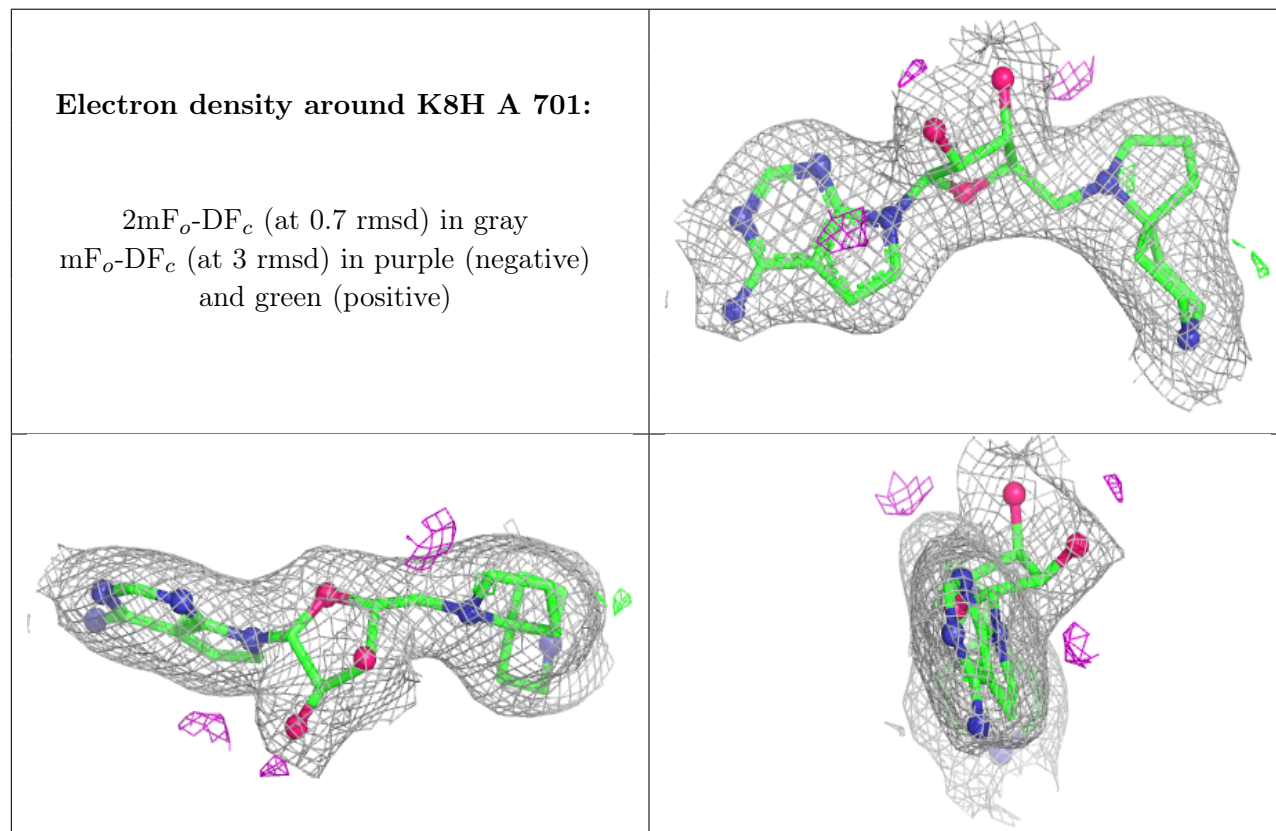 Electron density around K8H A 701:
2mFₒ-DF𝒸 (at 0.7 rmsd) in gray
mFₒ-DF𝒸 (at 3 rmsd) in purple (negative)
and green (positive)